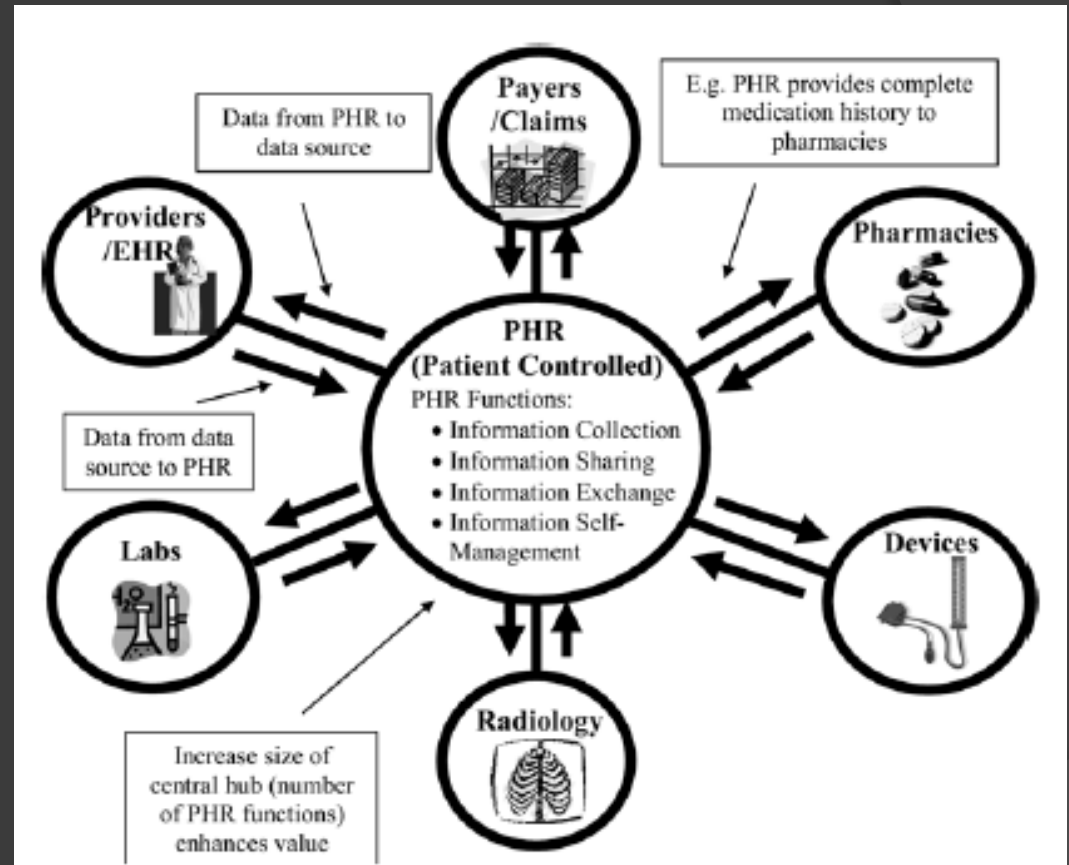 Payers
/Claims
Data from PHR to
data source
E.g. PHR provides complete
medication history to
pharmacies
Providers
/EHR
Pharmacies
PHR
(Patient Controlled)
PHR Functions:
• Information Collection
• Information Sharing
• Information Exchange
• Information Self-
Management
Data from data
source to PHR
Labs
Devices
Radiology
Increase size of
central hub (number
of PHR functions)
enhances value